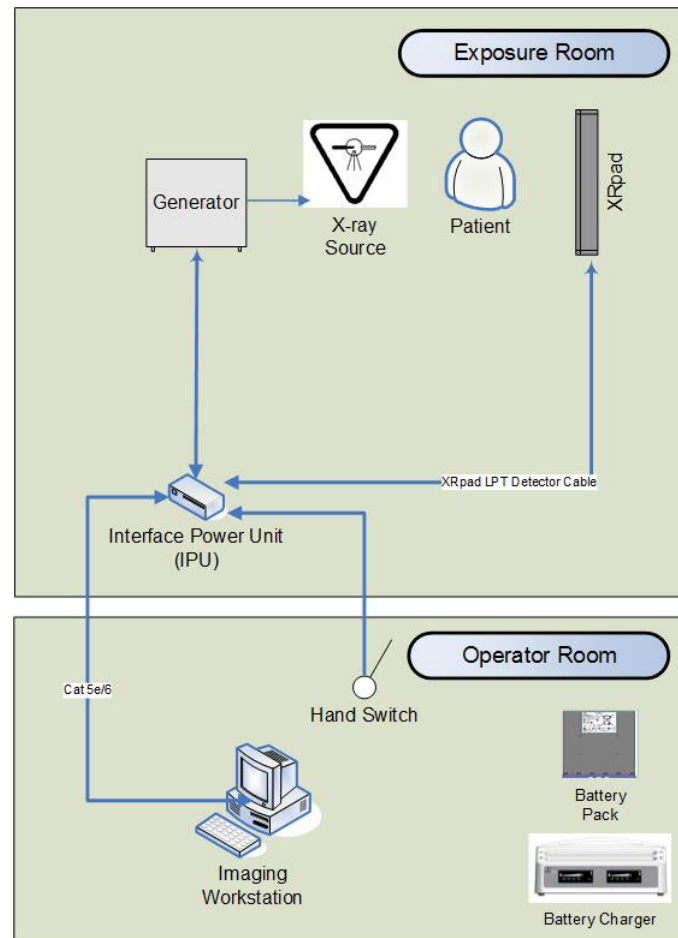 Exposure Room
Generator
X-ray
Source
Patient
XRpad
XRpad LPT Detector Cable
Interface Power Unit
(IPU)
Operator Room
Cat 5e/6
Hand Switch
Battery
Pack
Imaging
Workstation
Battery Charger